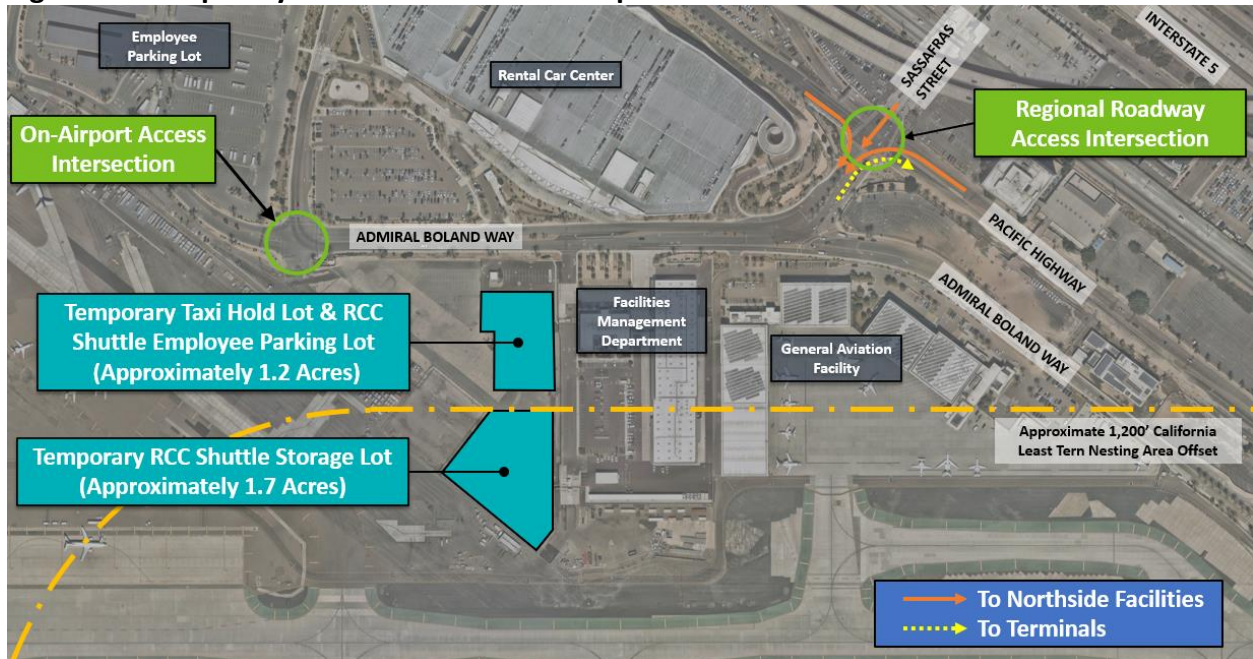 Employee
Parking Lot
Rental Car Center
SASSAFRAS
STREET
INTERSTATE 5
On-Airport Access
Intersection
Regional Roadway
Access Intersection
ADMIRAL BOLAND WAY
PACIFIC HIGHWAY
ADMIRAL BOLAND WAY
Temporary Taxi Hold Lot & RCC
Shuttle Employee Parking Lot
(Approximately 1.2 Acres)
Facilities
Management
Department
General Aviation
Facility
Temporary RCC Shuttle Storage Lot
(Approximately 1.7 Acres)
Approximate 1,200' California
Least Tern Nesting Area Offset
To Northside Facilities
To Terminals